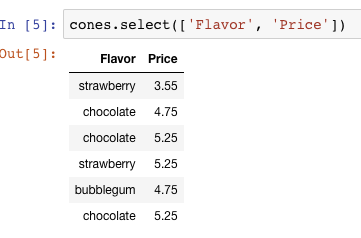 In [5]: cones.select(['Flavor', 'Price'])
Out[5]:
Flavor Price
strawberry 3.55
chocolate 4.75
chocolate 5.25
strawberry 5.25
bubblegum 4.75
chocolate 5.25